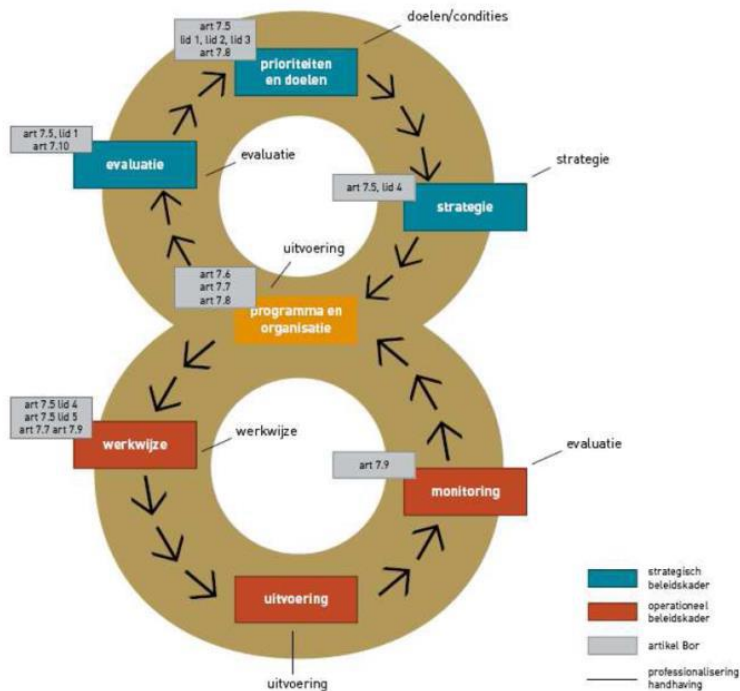 doelen/condities
art 7.5
lid 1, lid 2, lid 3
art 7.8
prioriteiten
en doelen
art 7.5, lid 1
art 7.10
evaluatie
evaluatie
strategie
art 7.5, lid 4
strategie
uitvoering
art 7.6
art 7.7
art 7.8
programma en
organisatie
art 7.5 lid 4
art 7.5 lid 5
art 7.7 art 7.9
werkwijze
werkwijze
evaluatie
art 7.9
monitoring
uitvoering
uitvoering
strategisch
beleidskader
operationeel
beleidskader
artikel Bor
professionalisering
handhaving